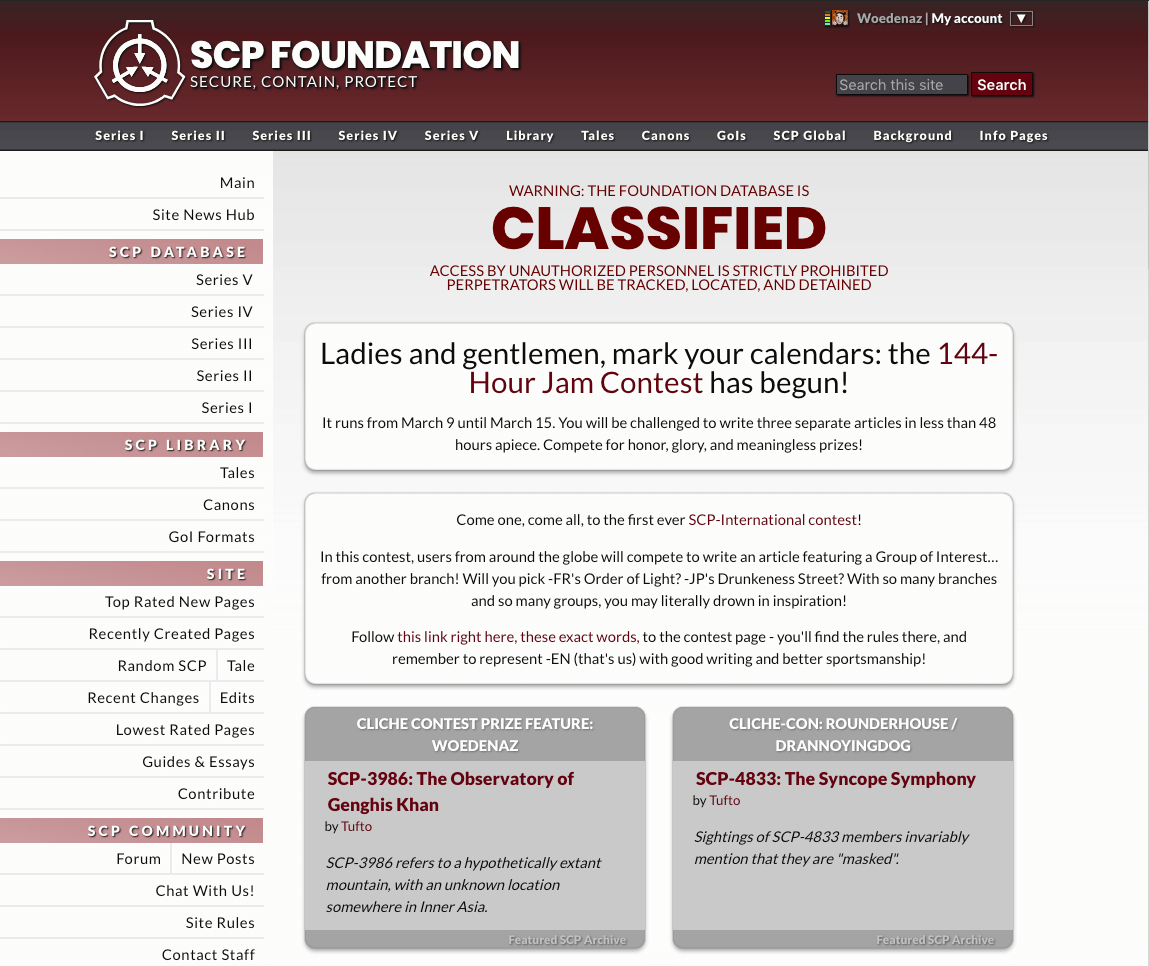 Woedenaz | My account ▼
SCP FOUNDATION
SECURE, CONTAIN, PROTECT
Search this site Search
Series I Series II Series III Series IV Series V Library Tales Canons GoIs SCP Global Background Info Pages
Main
Site News Hub
SCP DATABASE
Series V
Series IV
Series III
Series II
Series I
SCP LIBRARY
Tales
Canons
GoI Formats
SITE
Top Rated New Pages
Recently Created Pages
Random SCP Tale
Recent Changes Edits
Lowest Rated Pages
Guides & Essays
Contribute
SCP COMMUNITY
Forum New Posts
Chat With Us!
Site Rules
Contact Staff
WARNING: THE FOUNDATION DATABASE IS
CLASSIFIED
ACCESS BY UNAUTHORIZED PERSONNEL IS STRICTLY PROHIBITED
PERPETRATORS WILL BE TRACKED, LOCATED, AND DETAINED
Ladies and gentlemen, mark your calendars: the 144-
Hour Jam Contest has begun!
It runs from March 9 until March 15. You will be challenged to write three separate articles in less than 48
hours apiece. Compete for honor, glory, and meaningless prizes!
Come one, come all, to the first ever SCP-International contest!
In this contest, users from around the globe will compete to write an article featuring a Group of Interest...
from another branch! Will you pick -FR's Order of Light? -JP's Drunkeness Street? With so many branches
and so many groups, you may literally drown in inspiration!
Follow this link right here, these exact words, to the contest page - you'll find the rules there, and
remember to represent -EN (that's us) with good writing and better sportsmanship!
CLICHE CONTEST PRIZE FEATURE:
WOEDENAZ
SCP-3986: The Observatory of
Genghis Khan
by Tufto
SCP-3986 refers to a hypothetically extant
mountain, with an unknown location
somewhere in Inner Asia.
Featured SCP Archive
CLICHE-CON: ROUNDERHOUSE /
DRANNOYINGDOG
SCP-4833: The Syncope Symphony
by Tufto
Sightings of SCP-4833 members invariably
mention that they are "masked".
Featured SCP Archive